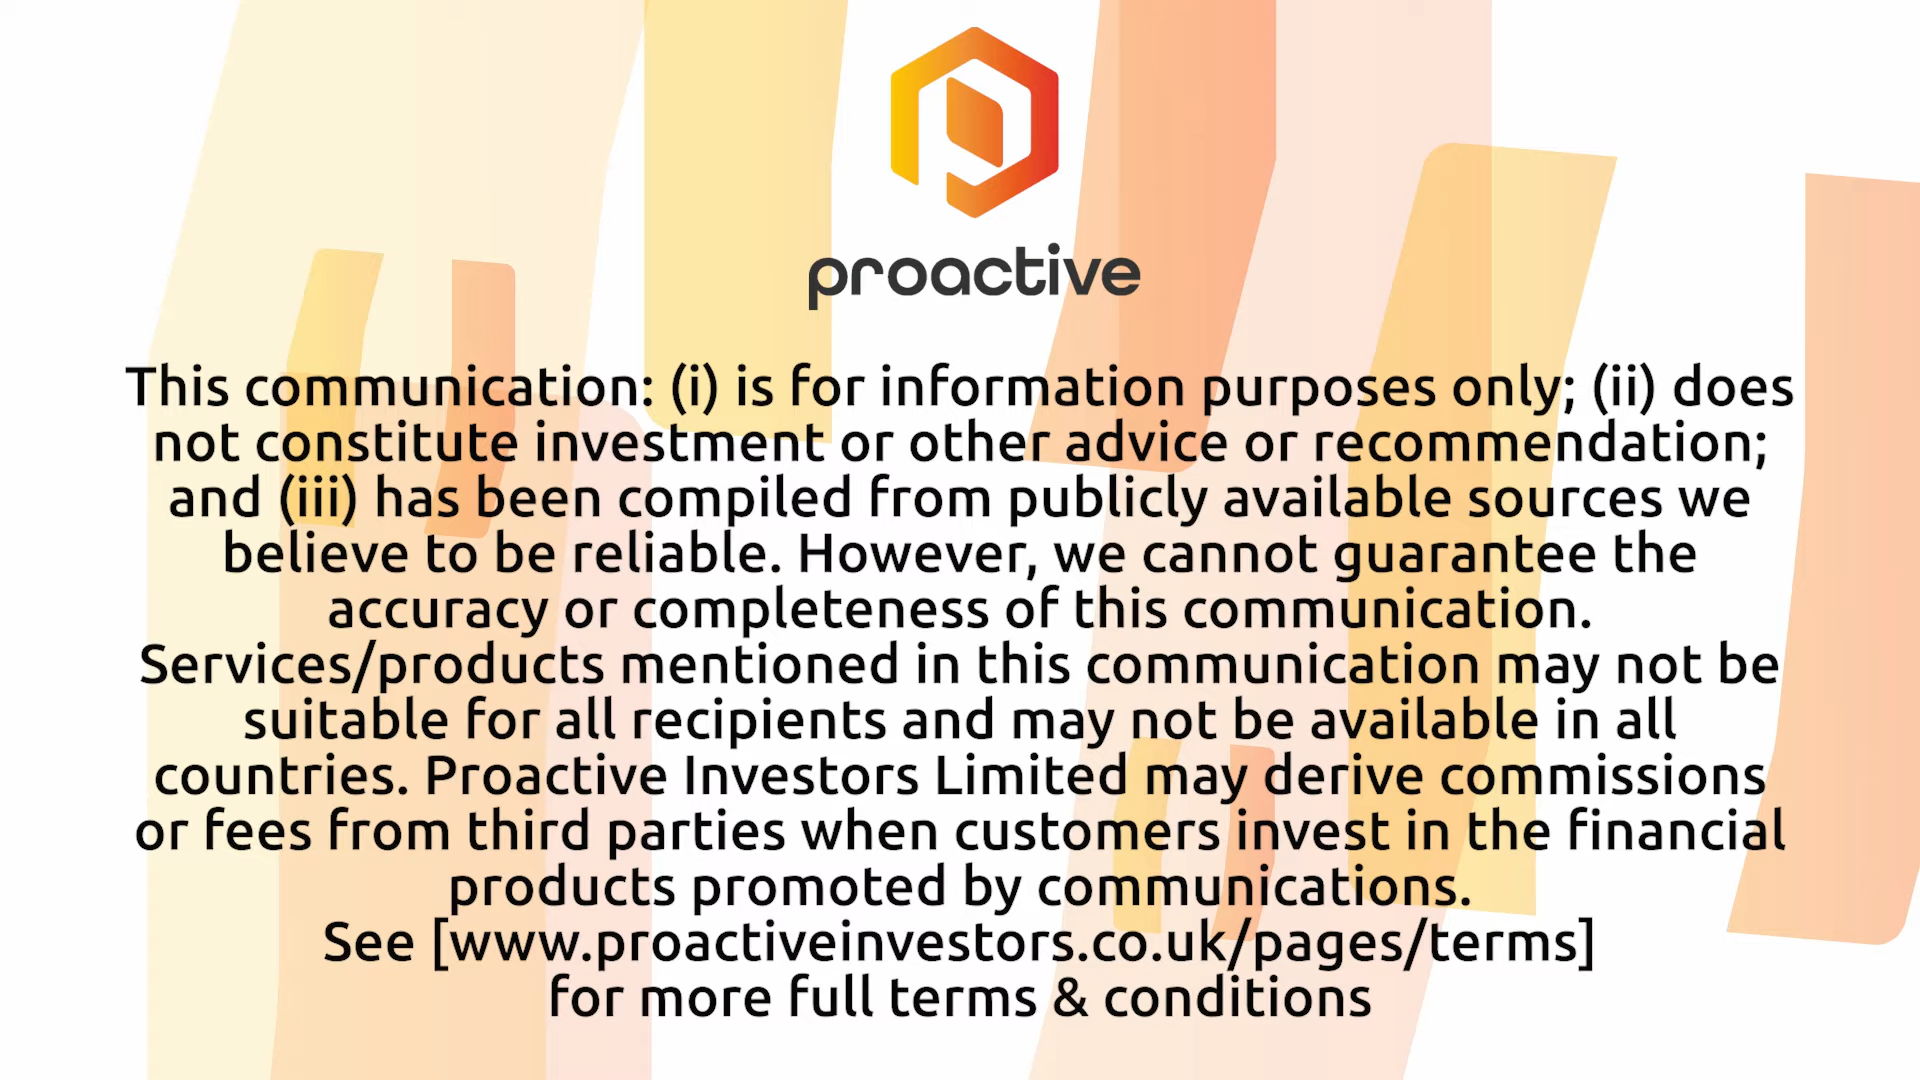 proactive
This communication: (i) is for information purposes only; (ii) does
not constitute investment or other advice or recommendation;
and (iii) has been compiled from publicly available sources we
believe to be reliable. However, we cannot guarantee the
accuracy or completeness of this communication.
Services/products mentioned in this communication may not be
suitable for all recipients and may not be available in all
countries. Proactive Investors Limited may derive commissions
or fees from third parties when customers invest in the financial
products promoted by communications.
See [www.proactiveinvestors.co.uk/pages/terms]
for more full terms & conditions